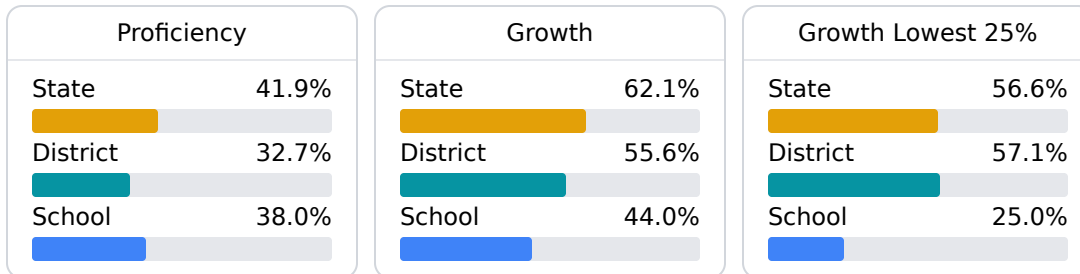 Proficiency
State 41.9%
District 32.7%
School 38.0%
Growth
State 62.1%
District 55.6%
School 44.0%
Growth Lowest 25%
State 56.6%
District 57.1%
School 25.0%